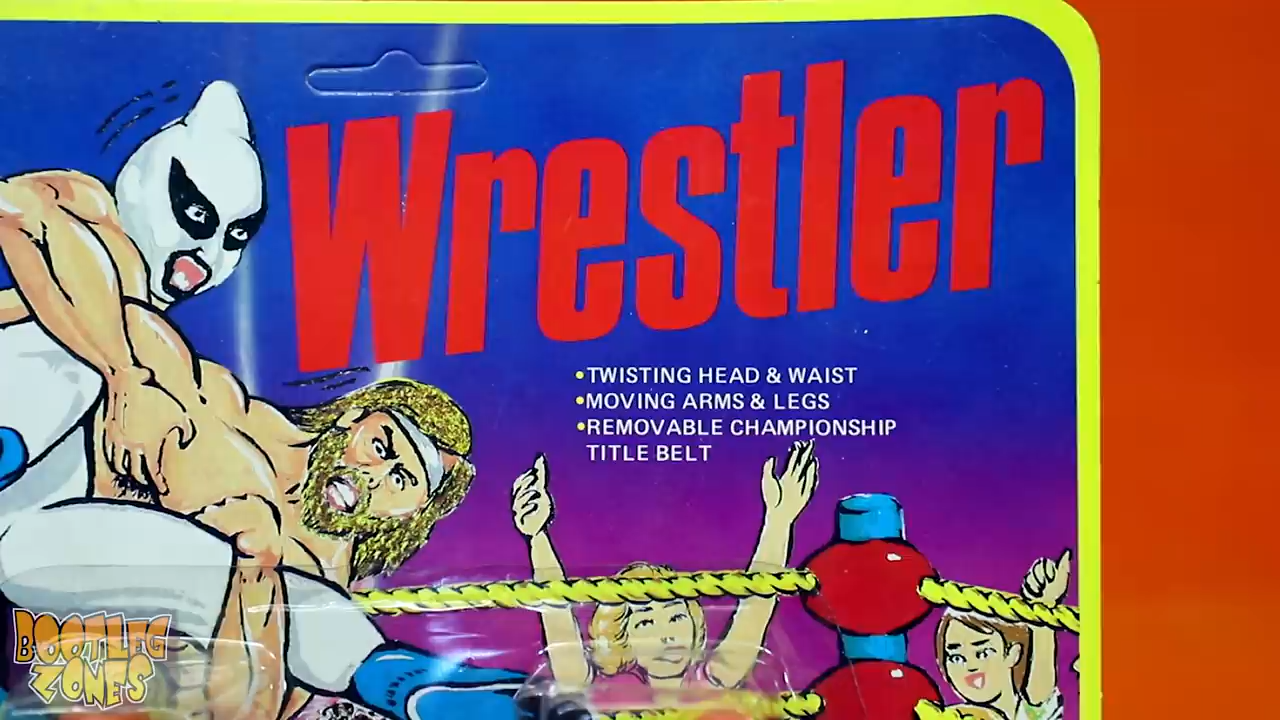 Wrestler
•TWISTING HEAD & WAIST
•MOVING ARMS & LEGS
•REMOVABLE CHAMPIONSHIP
TITLE BELT
BOOTLEG
ZONES